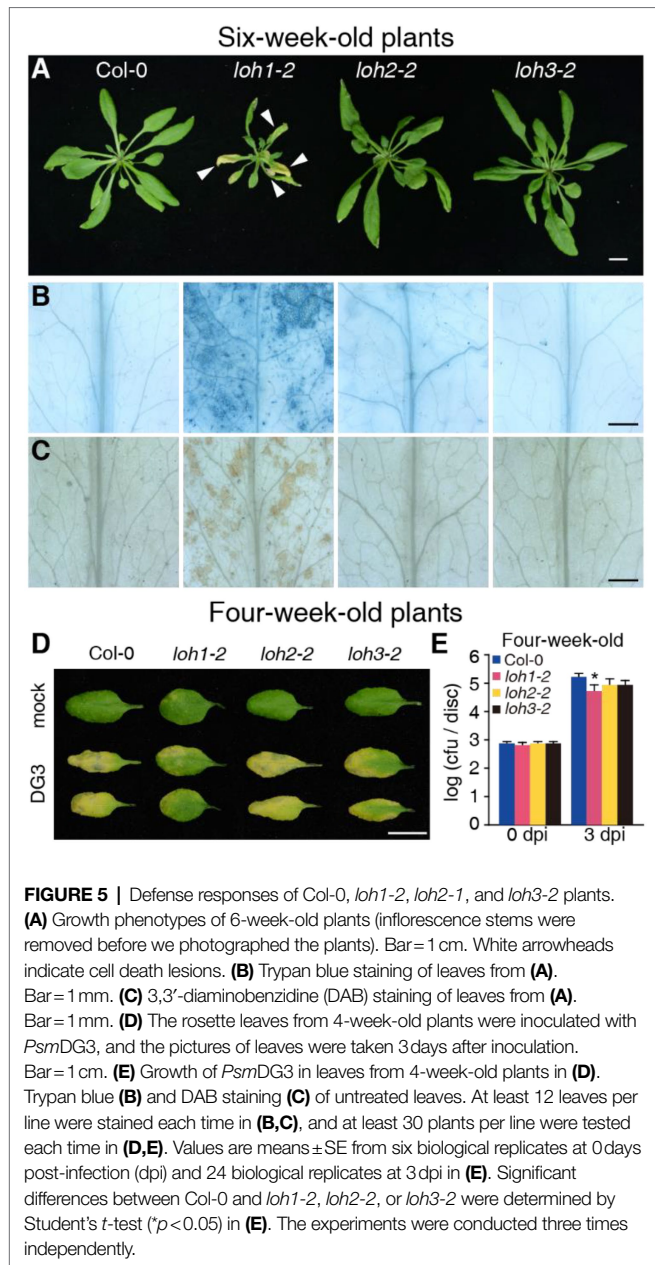 Six-week-old plants
A
Col-0 loh1-2 loh2-2 loh3-2
B
C
Four-week-old plants
D
Col-0 loh1-2 loh2-2 loh3-2
mock
DG3
E
Four-week-old
Col-0
loh1-2
loh2-2
loh3-2
*
log (cfu / disc)
6
5
4
3
2
1
0
0 dpi 3 dpi
FIGURE 5 | Defense responses of Col-0, loh1-2, loh2-1, and loh3-2 plants.
(A) Growth phenotypes of 6-week-old plants (inflorescence stems were
removed before we photographed the plants). Bar=1 cm. White arrowheads
indicate cell death lesions. (B) Trypan blue staining of leaves from (A).
Bar=1 mm. (C) 3,3′-diaminobenzidine (DAB) staining of leaves from (A).
Bar=1 mm. (D) The rosette leaves from 4-week-old plants were inoculated with
PsmDG3, and the pictures of leaves were taken 3 days after inoculation.
Bar=1 cm. (E) Growth of PsmDG3 in leaves from 4-week-old plants in (D).
Trypan blue (B) and DAB staining (C) of untreated leaves. At least 12 leaves per
line were stained each time in (B,C), and at least 30 plants per line were tested
each time in (D,E). Values are means±SE from six biological replicates at 0 days
post-infection (dpi) and 24 biological replicates at 3 dpi in (E). Significant
differences between Col-0 and loh1-2, loh2-2, or loh3-2 were determined by
Student's t-test (*p<0.05) in (E). The experiments were conducted three times
independently.